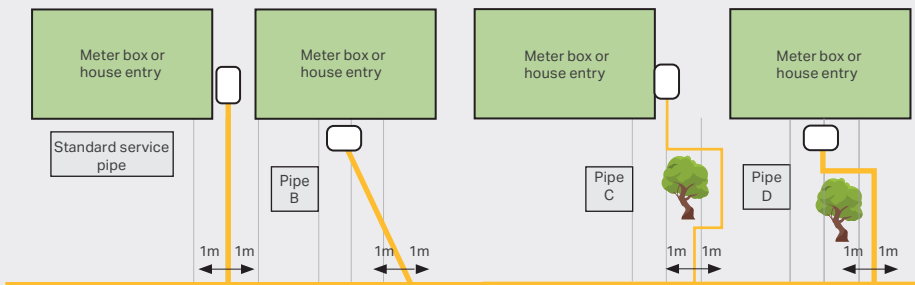 Meter box or
house entry
Meter box or
house entry
Meter box or
house entry
Meter box or
house entry
Standard service
pipe
Pipe
B
Pipe
C
Pipe
D
1m 1m
1m 1m
1m 1m
1m 1m